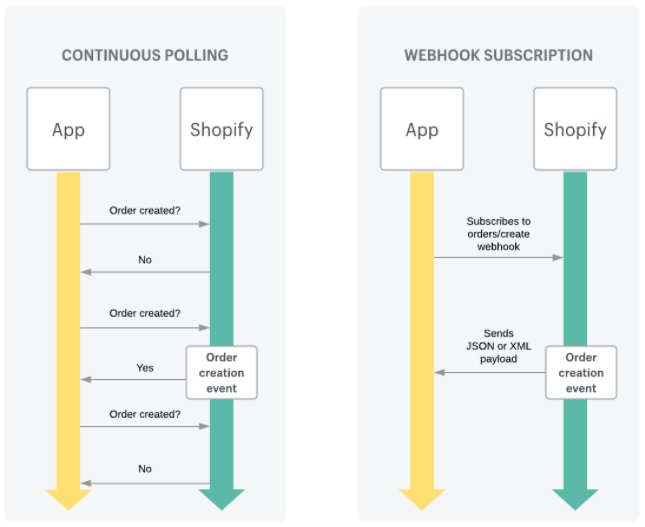 CONTINUOUS POLLING
App
Shopify
Order created?
No
Order created?
Order
creation
event
Yes
Order created?
No
WEBHOOK SUBSCRIPTION
App
Shopify
Subscribes to
orders/create
webhook
Sends
JSON or XML
payload
Order
creation
event